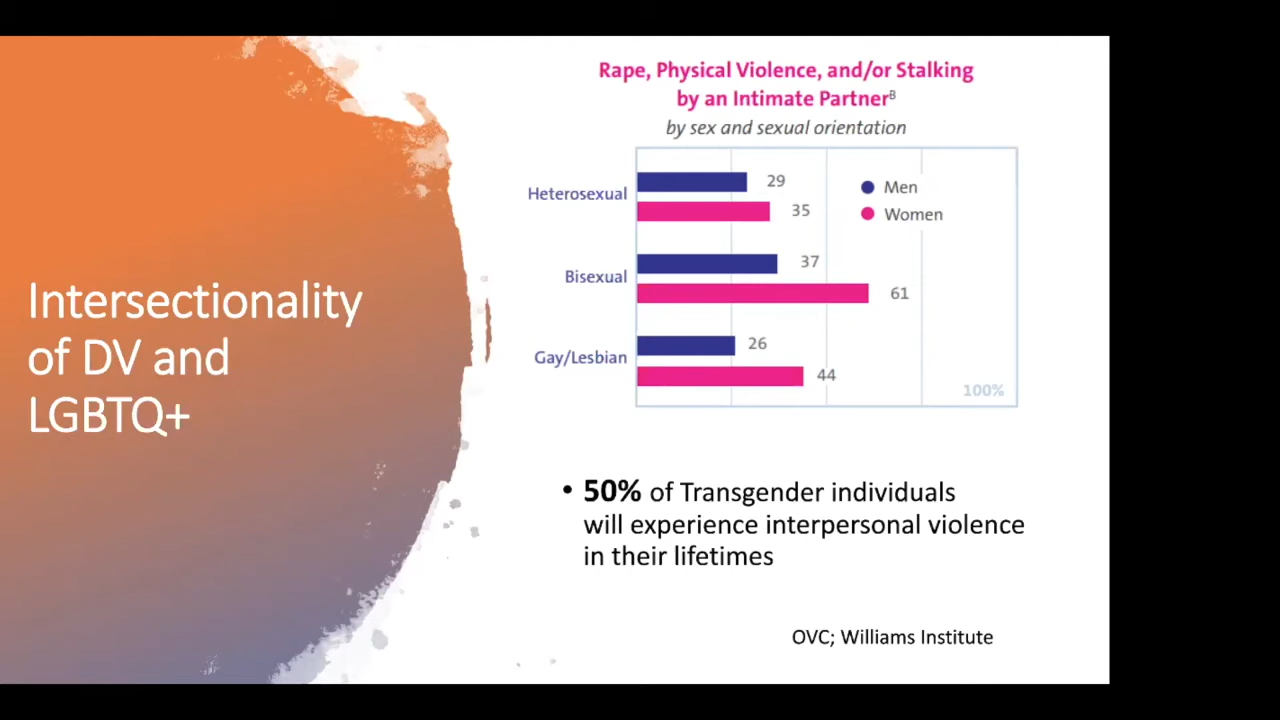 Intersectionality
of DV and
LGBTQ+
Rape, Physical Violence, and/or Stalking
by an Intimate Partnerᴮ
by sex and sexual orientation
Heterosexual
29
35
Men
Women
Bisexual
37
61
Gay/Lesbian
26
44
100%
• 50% of Transgender individuals
will experience interpersonal violence
in their lifetimes
OVC; Williams Institute